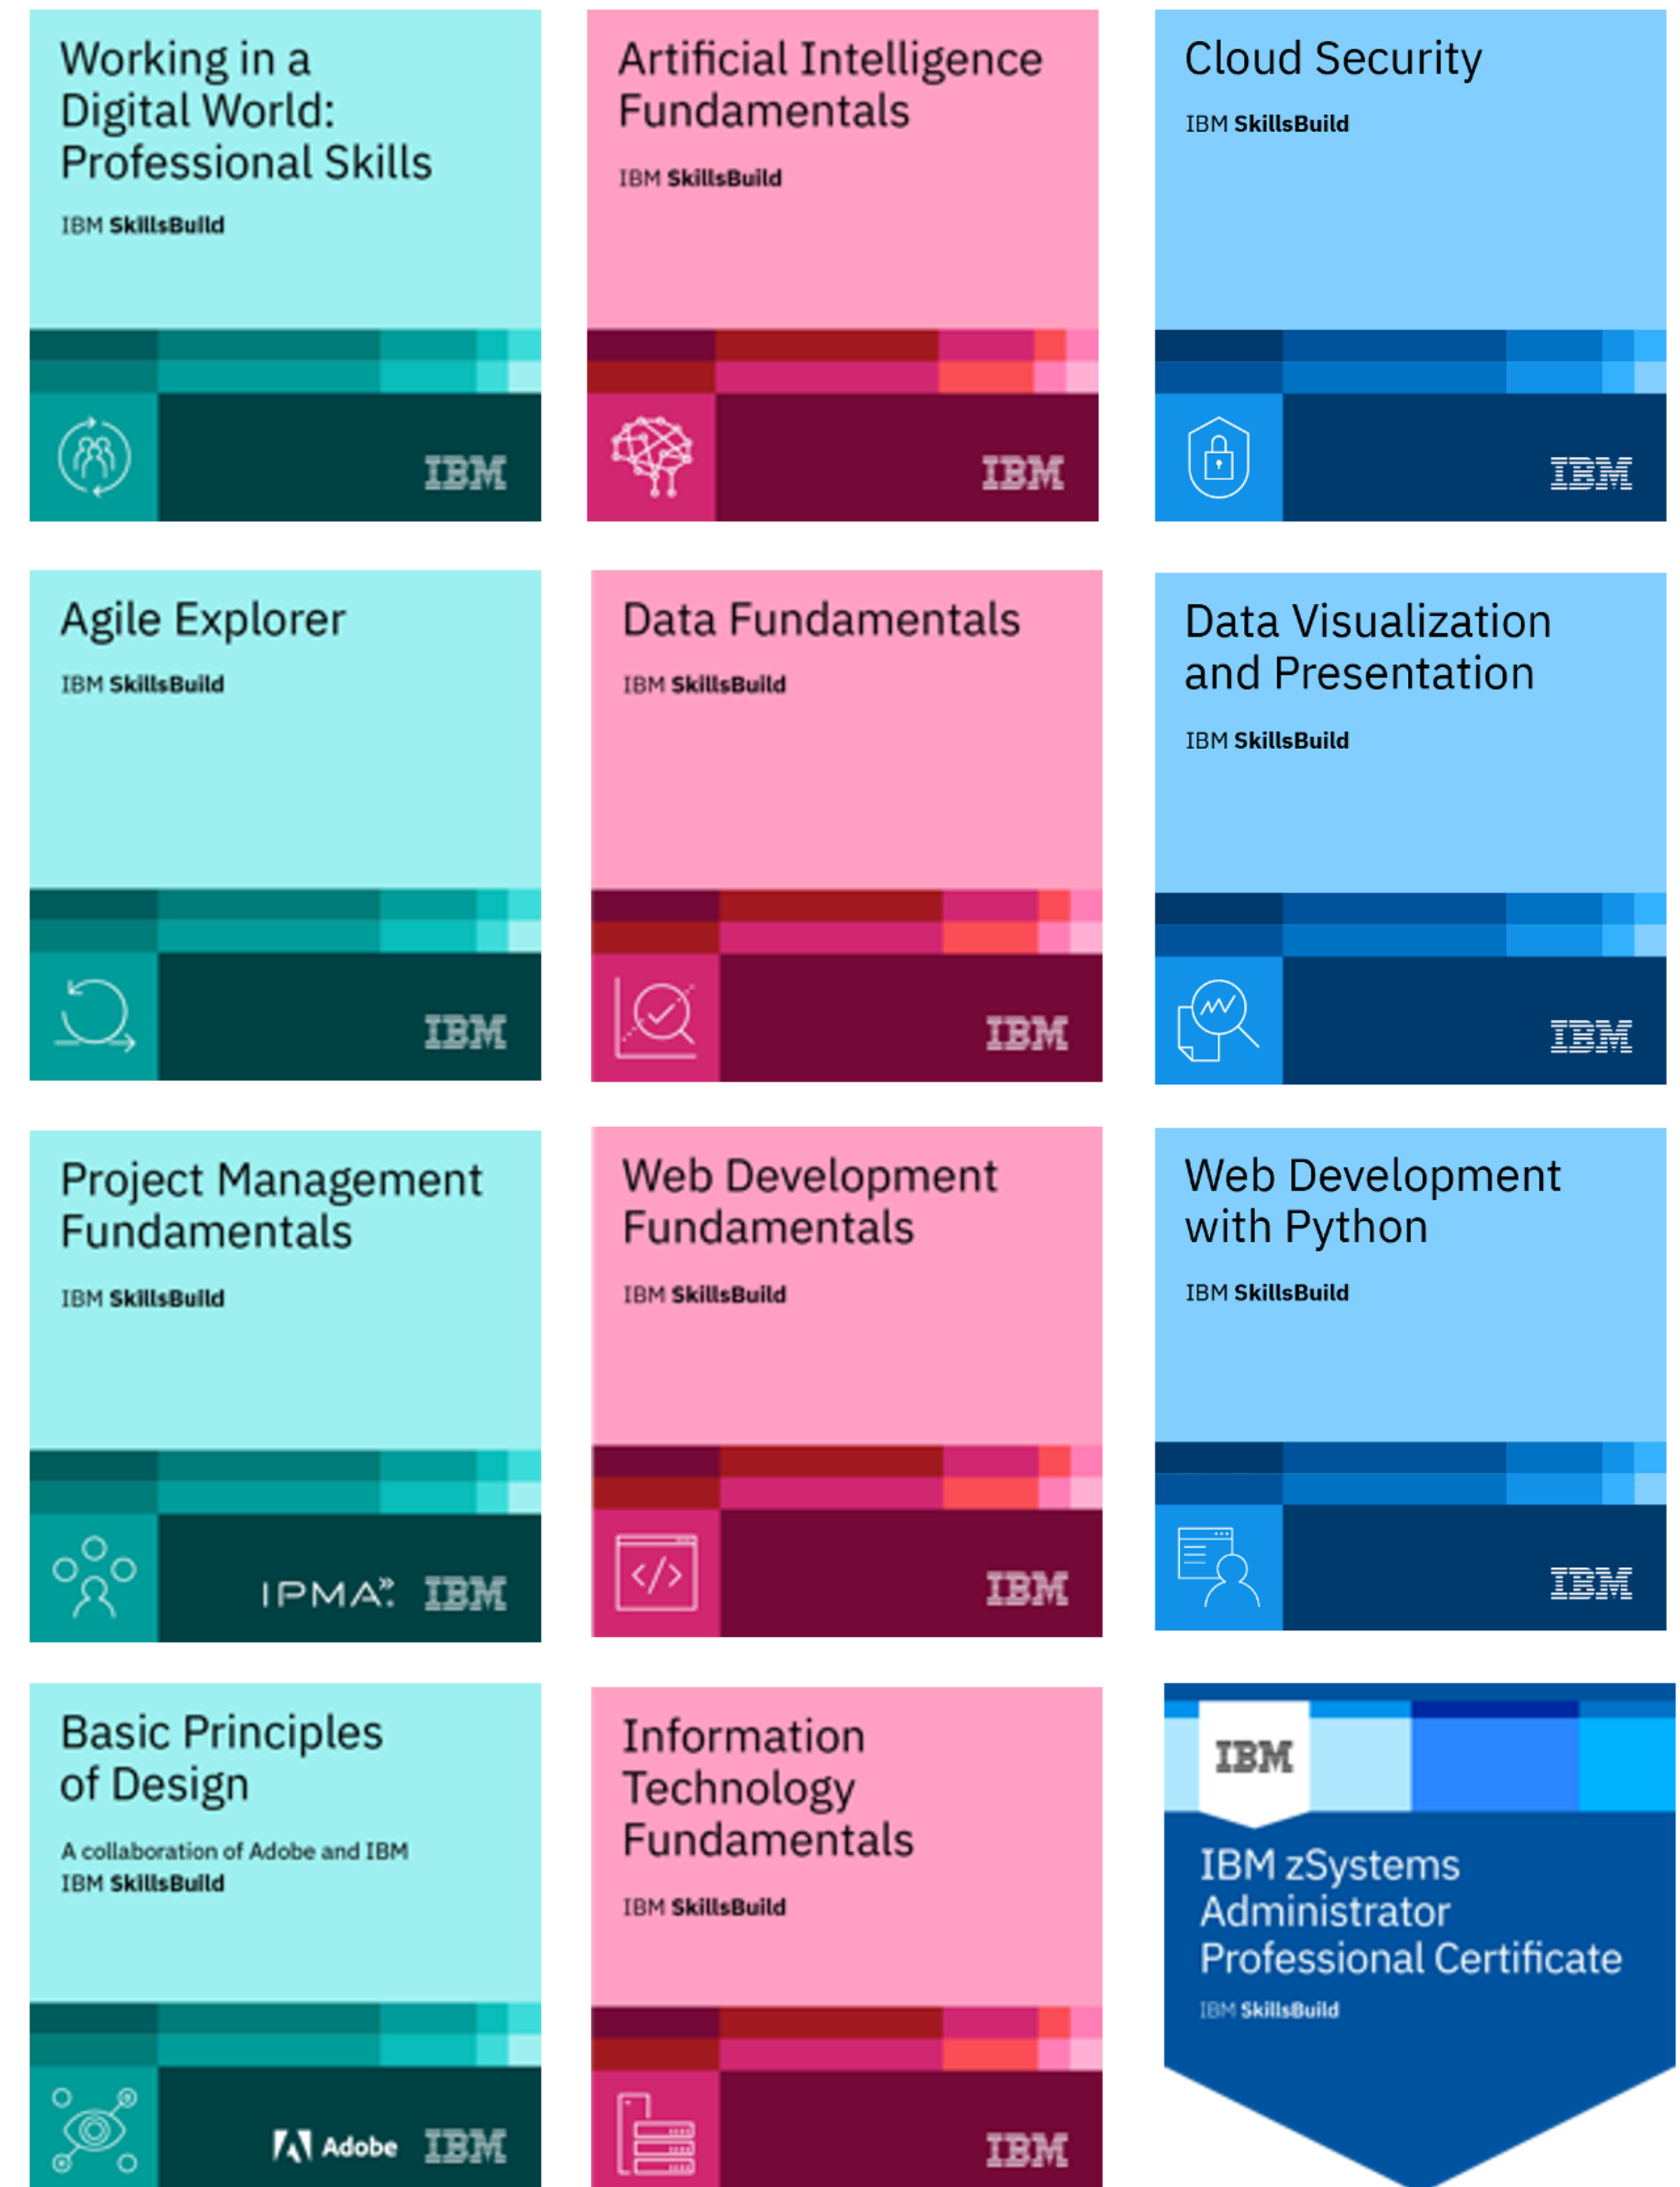 Working in a
Digital World:
Professional Skills
IBM SkillsBuild
IBM
Artificial Intelligence
Fundamentals
IBM SkillsBuild
IBM
Cloud Security
IBM SkillsBuild
IBM
Agile Explorer
IBM SkillsBuild
IBM
Data Fundamentals
IBM SkillsBuild
IBM
Data Visualization
and Presentation
IBM SkillsBuild
IBM
Project Management
Fundamentals
IBM SkillsBuild
IPMA IBM
Web Development
Fundamentals
IBM SkillsBuild
</>
IBM
Web Development
with Python
IBM SkillsBuild
IBM
Basic Principles
of Design
A collaboration of Adobe and IBM
IBM SkillsBuild
Adobe IBM
Information
Technology
Fundamentals
IBM SkillsBuild
IBM
IBM
IBM zSystems
Administrator
Professional Certificate
IBM SkillsBuild